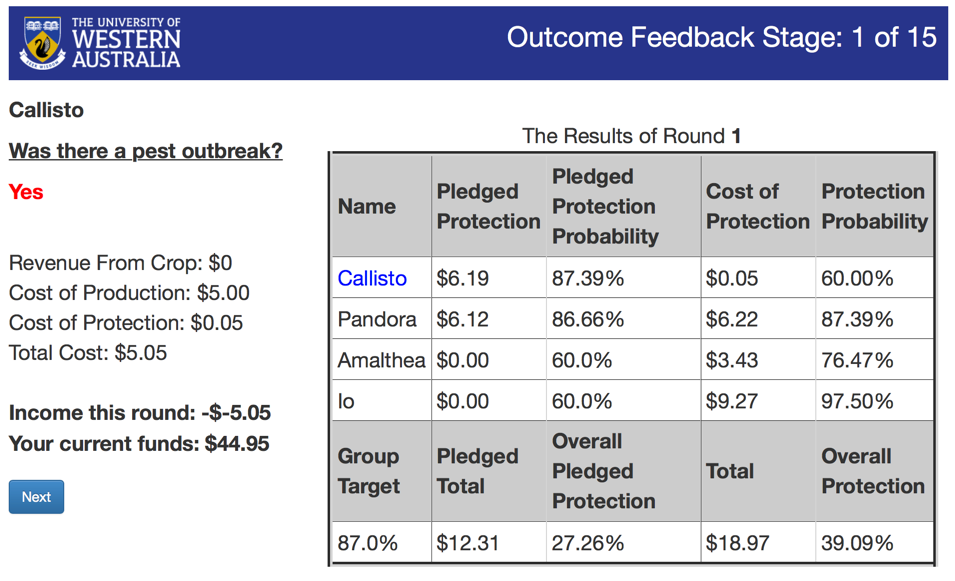 THE UNIVERSITY OF
WESTERN
AUSTRALIA
SEEK WISDOM
Outcome Feedback Stage: 1 of 15
Callisto
Was there a pest outbreak?
Yes
Revenue From Crop: $0
Cost of Production: $5.00
Cost of Protection: $0.05
Total Cost: $5.05
Income this round: -$-5.05
Your current funds: $44.95
Next
The Results of Round 1
Name Pledged Protection Pledged Protection Probability Cost of Protection Protection Probability
Callisto $6.19 87.39% $0.05 60.00%
Pandora $6.12 86.66% $6.22 87.39%
Amalthea $0.00 60.0% $3.43 76.47%
Io $0.00 60.0% $9.27 97.50%
Group Target Pledged Total Overall Pledged Protection Total Overall Protection
87.0% $12.31 27.26% $18.97 39.09%